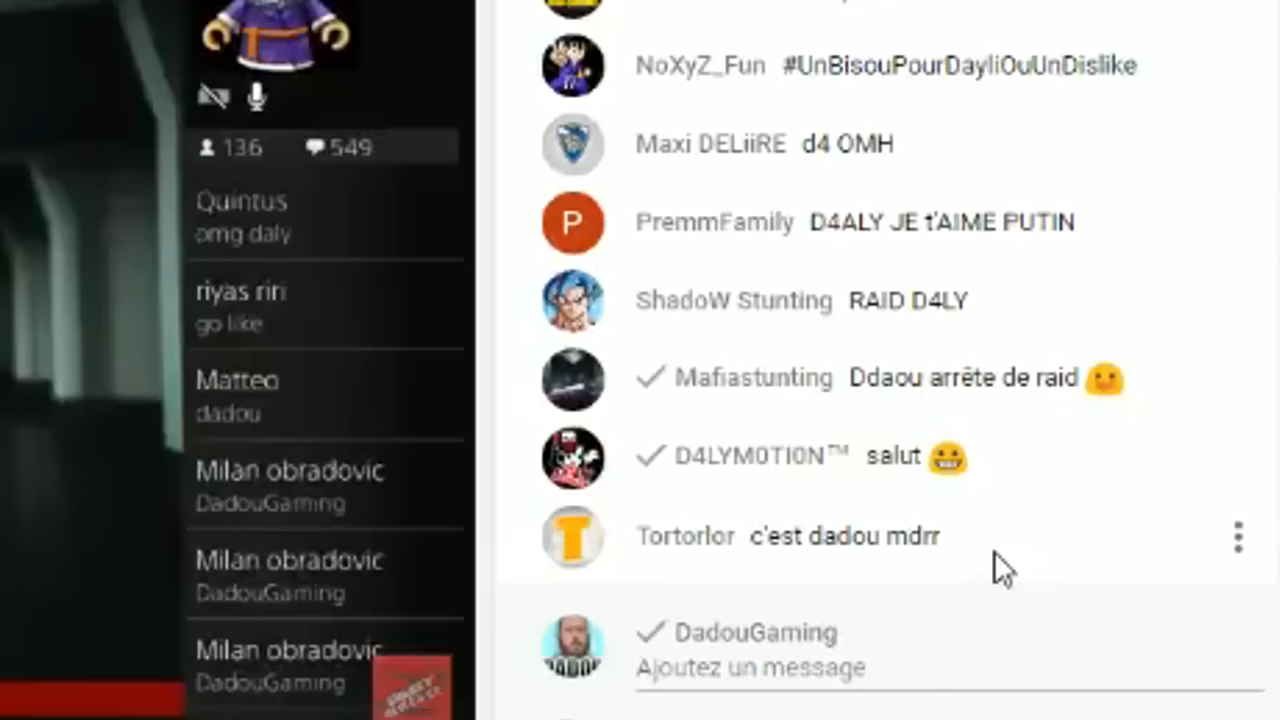 136 549
Quintus
omg daly
riyas riri
go like
Matteo
dadou
Milan obradovic
DadouGaming
Milan obradovic
DadouGaming
Milan obradovic
DadouGaming
NoXyZ_Fun #UnBisouPourDayliOuUnDislike
Maxi DELiiRE d4 OMH
P
PremmFamily D4ALY JE t'AIME PUTIN
ShadoW Stunting RAID D4LY
Mafiastunting Ddaou arrête de raid
D4LYM0TI0N™ salut
T
Tortorlor c'est dadou mdrr
DadouGaming
Ajoutez un message